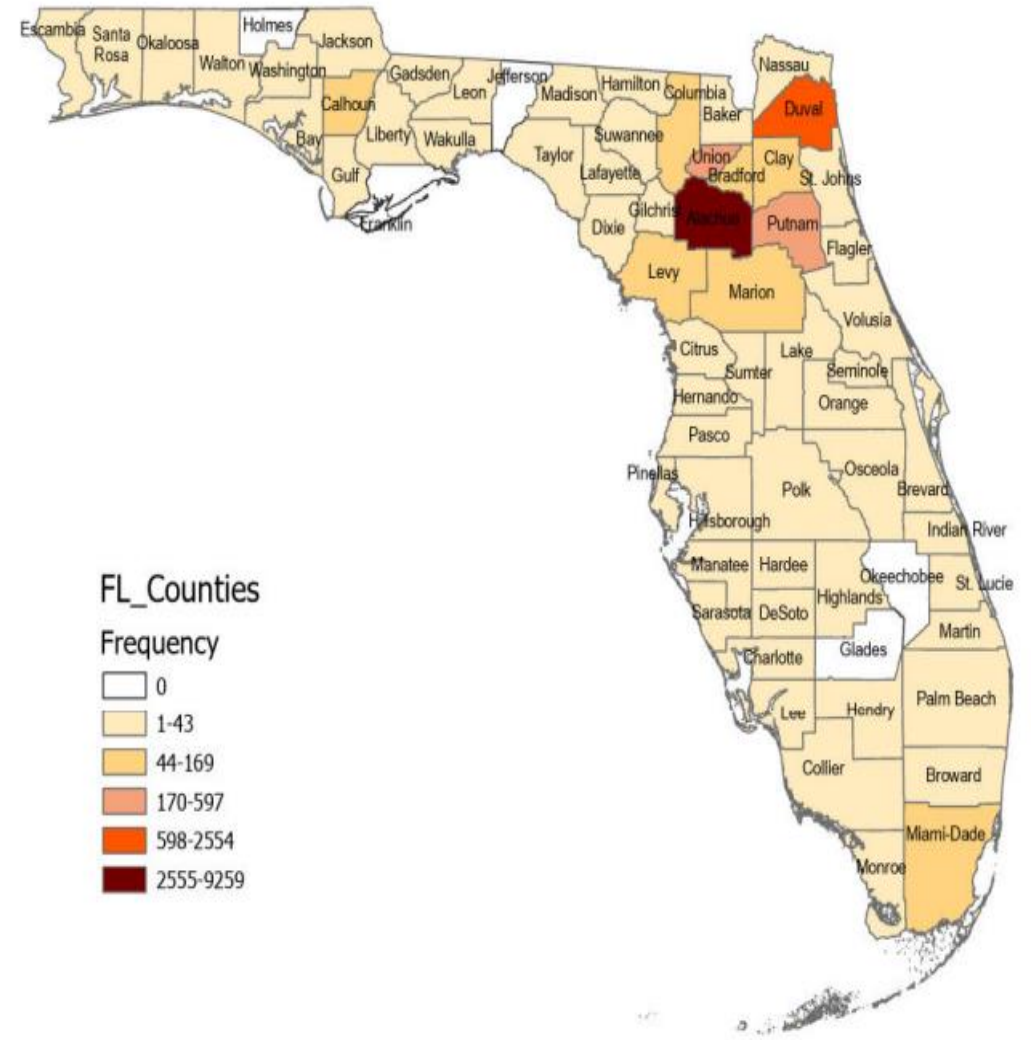 Escambia
Santa
Rosa
Okaloosa
Walton
Holmes
Washington
Jackson
Calhoun
Bay
Gulf
Liberty
Gadsden
Leon
Wakulla
Franklin
Jefferson
Madison
Taylor
Hamilton
Suwannee
Lafayette
Dixie
Columbia
Gilchris
Baker
Nassau
Duval
Union
Bradford
Clay
St. Johns
Alachua
Putnam
Flagler
Levy
Marion
Volusia
Citrus
Sumter
Lake
Seminole
Hernando
Orange
Pasco
Pinellas
Hillsborough
Polk
Osceola
Brevard
Indian River
Manatee
Hardee
Highlands
Okeechobee
St. Lucie
Sarasota
DeSoto
Martin
Charlotte
Glades
Lee
Hendry
Palm Beach
Collier
Broward
Monroe
Miami-Dade
FL_Counties
Frequency
0
1-43
44-169
170-597
598-2554
2555-9259